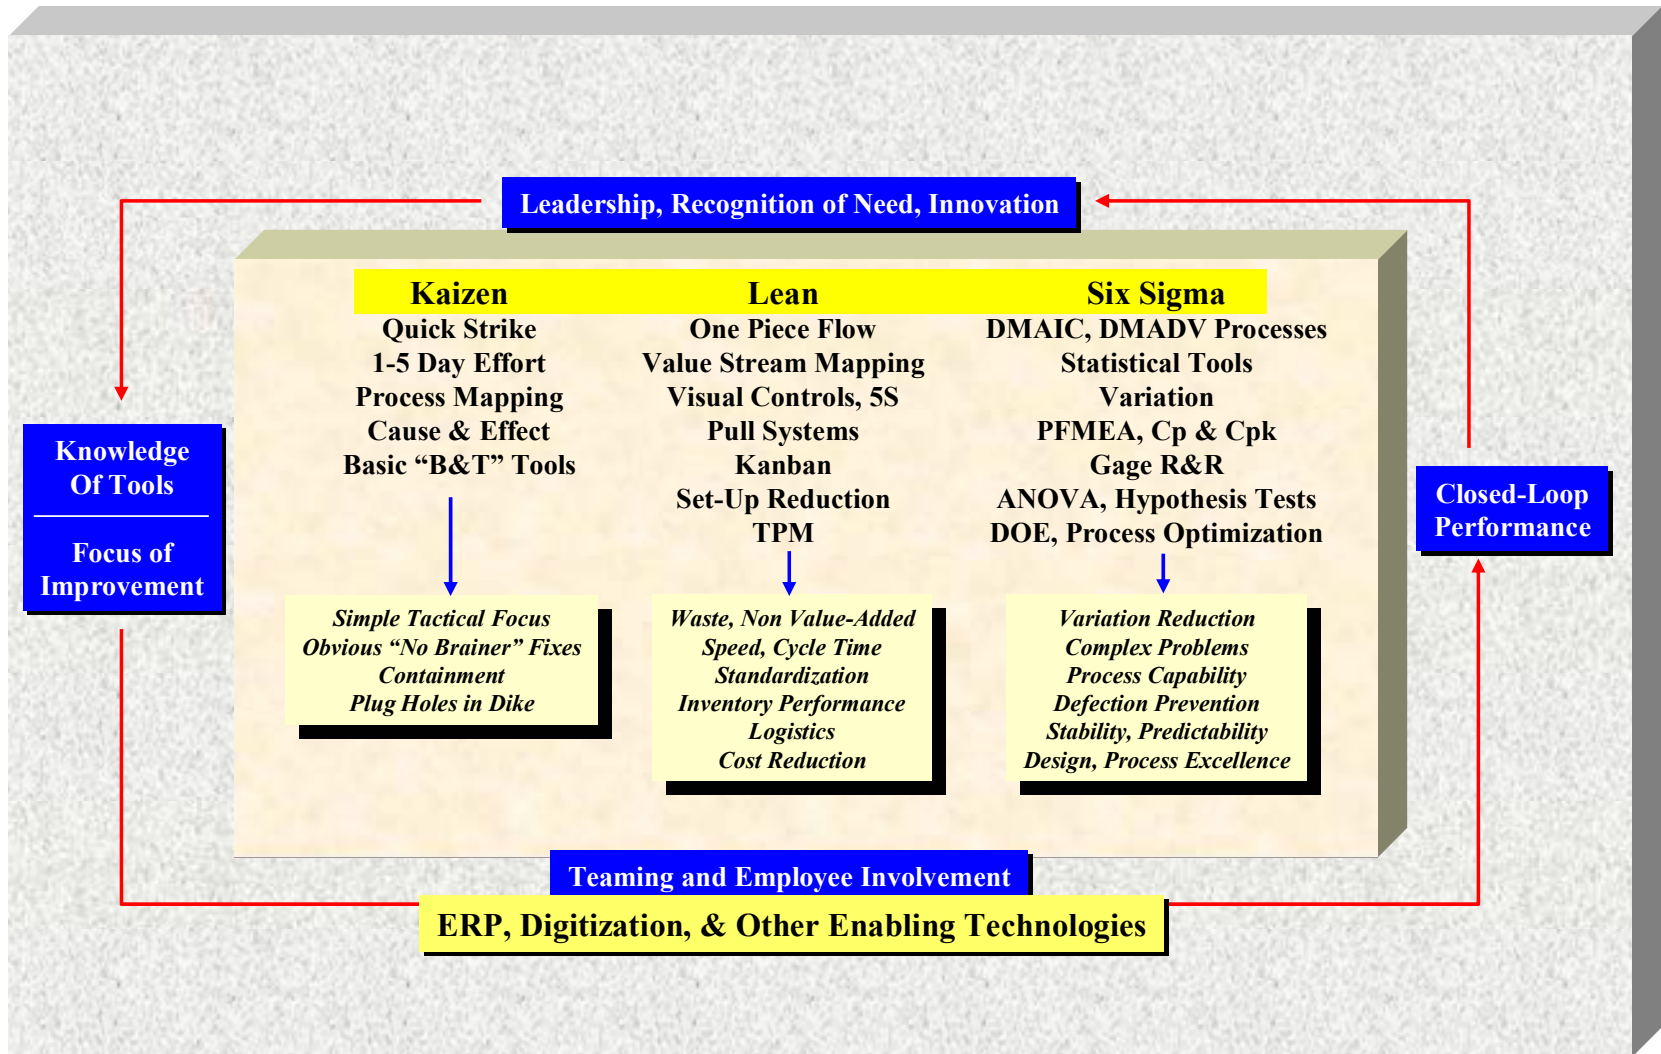 Leadership, Recognition of Need, Innovation
Kaizen
Quick Strike
1-5 Day Effort
Process Mapping
Cause & Effect
Basic “B&T” Tools
Simple Tactical Focus
Obvious “No Brainer” Fixes
Containment
Plug Holes in Dike
Lean
One Piece Flow
Value Stream Mapping
Visual Controls, 5S
Pull Systems
Kanban
Set-Up Reduction
TPM
Waste, Non Value-Added
Speed, Cycle Time
Standardization
Inventory Performance
Logistics
Cost Reduction
Six Sigma
DMAIC, DMADV Processes
Statistical Tools
Variation
PFMEA, Cp & Cpk
Gage R&R
ANOVA, Hypothesis Tests
DOE, Process Optimization
Variation Reduction
Complex Problems
Process Capability
Defection Prevention
Stability, Predictability
Design, Process Excellence
Knowledge
Of Tools
Focus of
Improvement
Closed-Loop
Performance
Teaming and Employee Involvement
ERP, Digitization, & Other Enabling Technologies